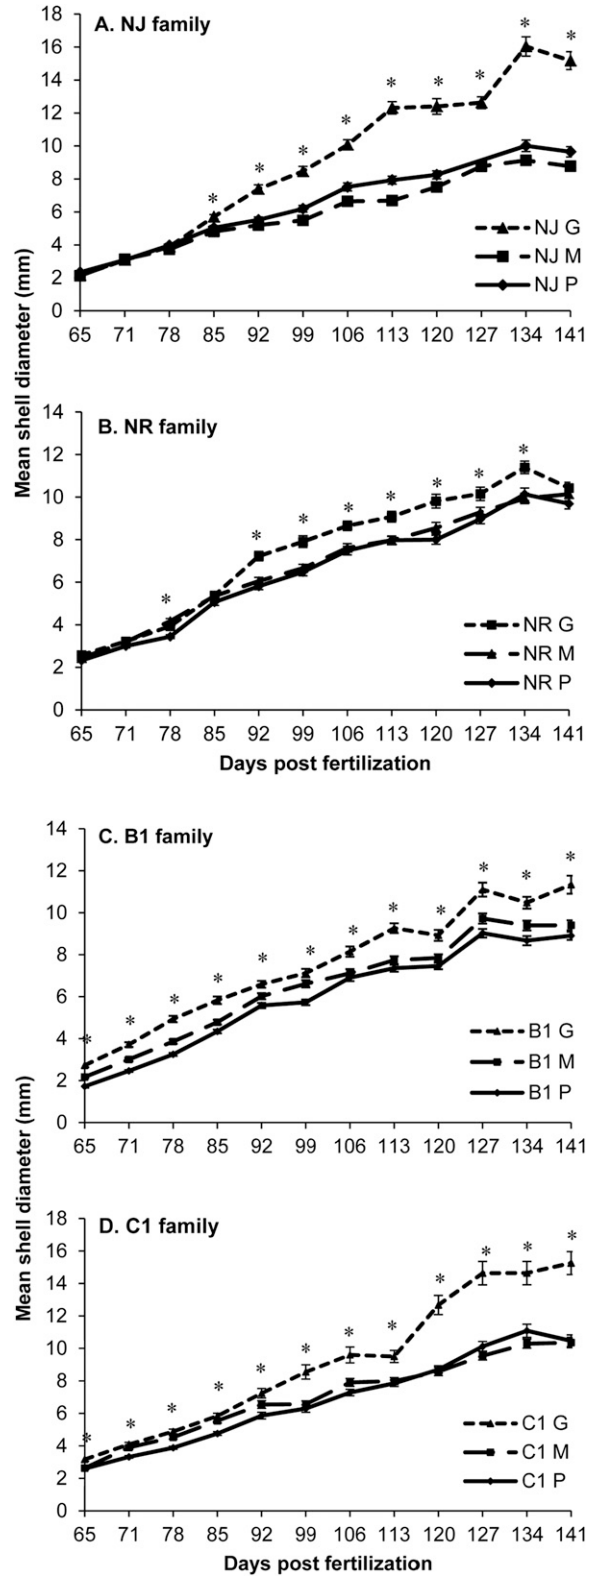 A. NJ family
18
16
14
12
10
8
6
4
2
0
* * * * * * * * *
NJ G
NJ M
NJ P
65 71 78 85 92 99 106 113 120 127 134 141
Mean shell diameter (mm)
B. NR family
14
12
10
8
6
4
2
0
* * * * * * * *
NR G
NR M
NR P
65 71 78 85 92 99 106 113 120 127 134 141
Days post fertilization
C. B1 family
14
12
10
8
6
4
2
0
* * * * * * * * * * * *
B1 G
B1 M
B1 P
65 71 78 85 92 99 106 113 120 127 134 141
Mean shell diameter (mm)
D. C1 family
18
16
14
12
10
8
6
4
2
0
* * * * * * * * * * * *
C1 G
C1 M
C1 P
65 71 78 85 92 99 106 113 120 127 134 141
Days post fertilization